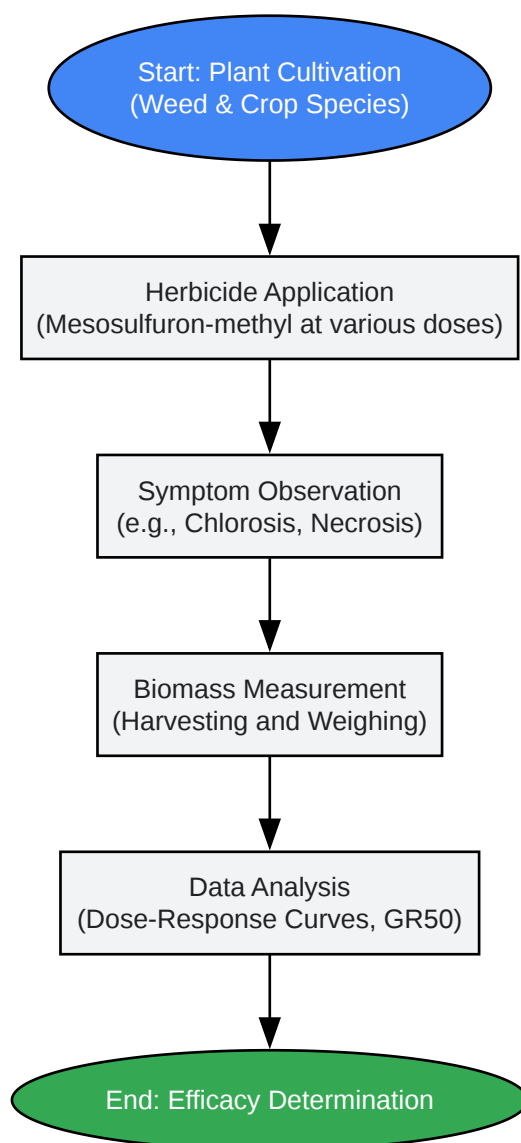 Start: Plant Cultivation
(Weed & Crop Species)
Herbicide Application
(Mesosulfuron-methyl at various doses)
Symptom Observation
(e.g., Chlorosis, Necrosis)
Biomass Measurement
(Harvesting and Weighing)
Data Analysis
(Dose-Response Curves, GR50)
End: Efficacy Determination